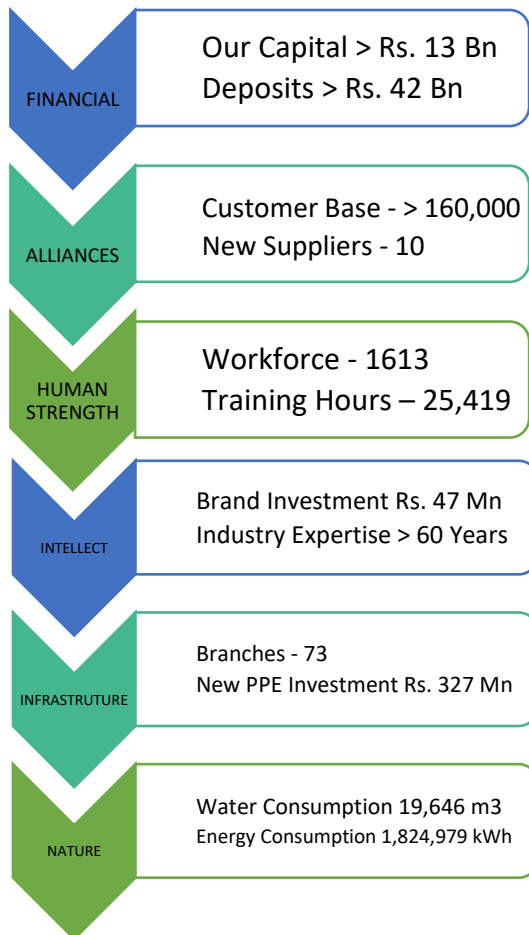 Our Capital > Rs. 13 Bn
Deposits > Rs. 42 Bn
FINANCIAL
Customer Base - > 160,000
New Suppliers - 10
ALLIANCES
Workforce - 1613
Training Hours – 25,419
HUMAN
STRENGTH
Brand Investment Rs. 47 Mn
Industry Expertise > 60 Years
INTELLECT
Branches - 73
New PPE Investment Rs. 327 Mn
INFRASTRUTURE
Water Consumption 19,646 m3
Energy Consumption 1,824,979 kWh
NATURE